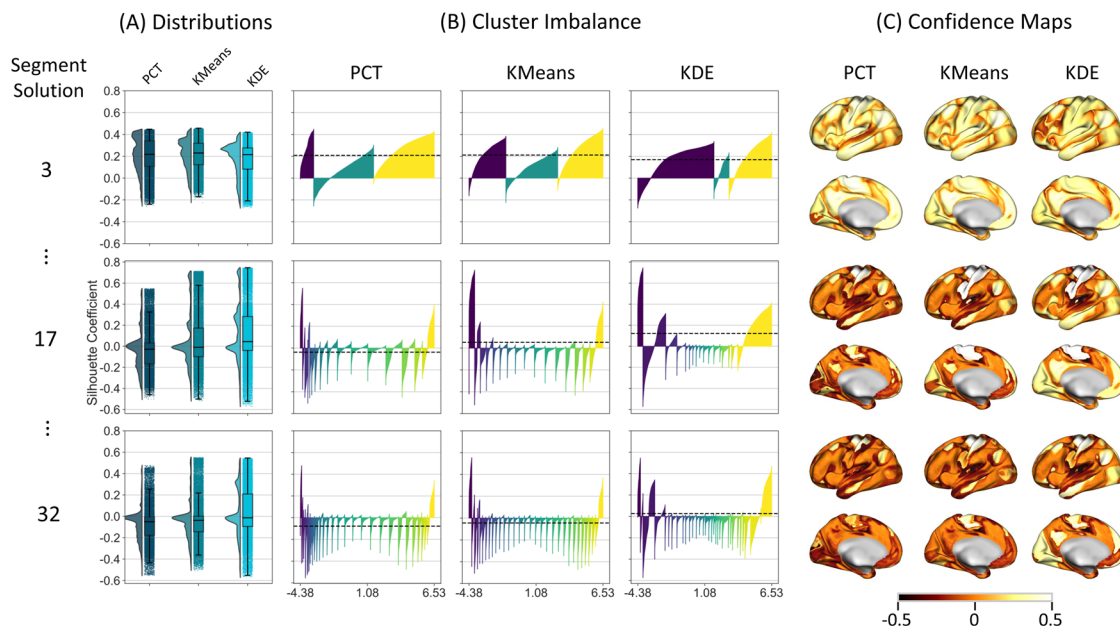 (A) Distributions
(B) Cluster Imbalance
(C) Confidence Maps
Segment
Solution
PCT
KMeans
KDE
PCT
KMeans
KDE
PCT
KMeans
KDE
Silhouette Coefficient
3
0.8
0.6
0.4
0.2
0.0
-0.2
-0.4
-0.6
⋮
17
0.8
0.6
0.4
0.2
0.0
-0.2
-0.4
-0.6
⋮
32
0.8
0.6
0.4
0.2
0.0
-0.2
-0.4
-0.6
-4.38 1.08 6.53
-4.38 1.08 6.53
-4.38 1.08 6.53
-0.5 0 0.5